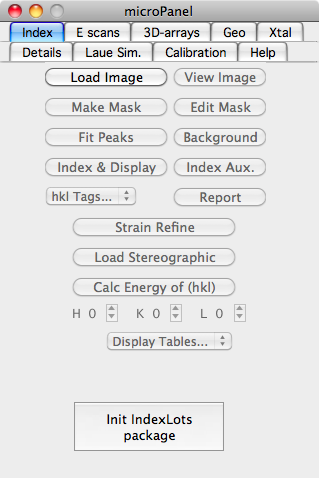 microPanel
Index E scans 3D-arrays Geo Xtal
Details Laue Sim. Calibration Help
Load Image View Image
Make Mask Edit Mask
Fit Peaks Background
Index & Display Index Aux.
hkl Tags... Report
Strain Refine
Load Stereographic
Calc Energy of (hkl)
H 0 K 0 L 0
Display Tables...
Init IndexLots
package